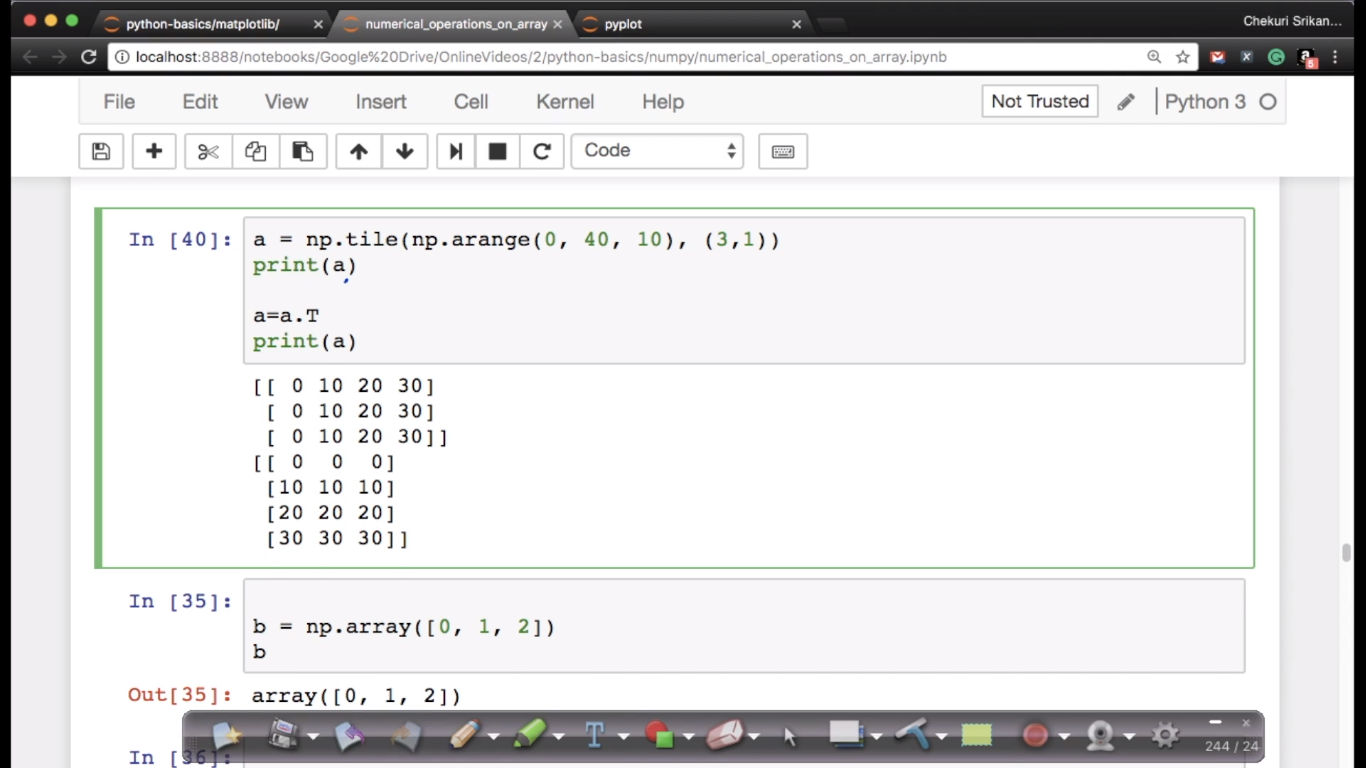 python-basics/matplotlib/
numerical_operations_on_array
pyplot
Chekuri Srikan...
localhost:8888/notebooks/Google%20Drive/OnlineVideos/2/python-basics/numpy/numerical_operations_on_array.ipynb
File Edit View Insert Cell Kernel Help Not Trusted Python 3
Code
In [40]: a = np.tile(np.arange(0, 40, 10), (3,1))
print(a)
a=a.T
print(a)
[[ 0 10 20 30]
[ 0 10 20 30]
[ 0 10 20 30]]
[[ 0 0 0]
[10 10 10]
[20 20 20]
[30 30 30]]
In [35]:
b = np.array([0, 1, 2])
b
Out[35]: array([0, 1, 2])
In [36]:
244 / 24